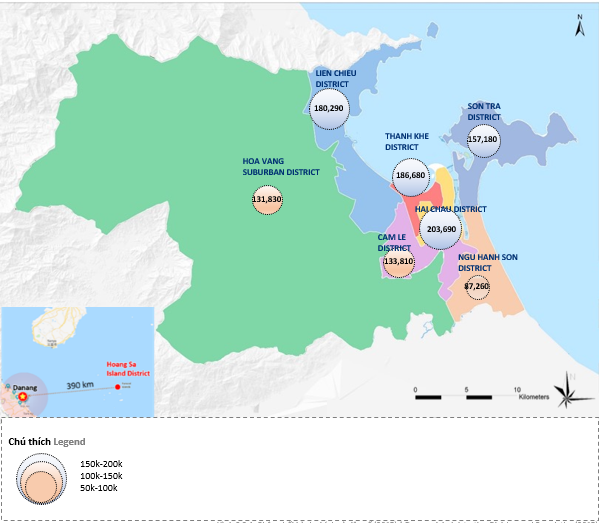 N
LIEN CHIEU
DISTRICT
180,290
SON TRA
DISTRICT
157,180
THANH KHE
DISTRICT
186,680
HOA VANG
SUBURBAN DISTRICT
131,830
HAI CHAU DISTRICT
203,690
CAM LE
DISTRICT
133,810
NGU HANH SON
DISTRICT
87,260
Hoang Sa
Island District
390 km
Danang
0
5
10
Kilometers
Chú thích Legend
150k-200k
100k-150k
50k-100k